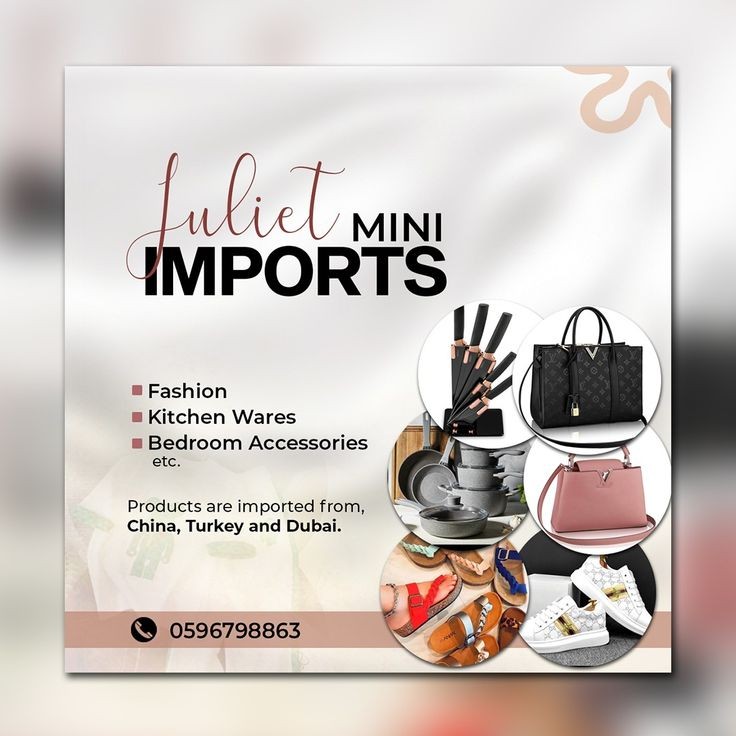 Juliet MINI
IMPORTS
Fashion
Kitchen Wares
Bedroom Accessories
etc.
Products are imported from,
China, Turkey and Dubai.
0596798863